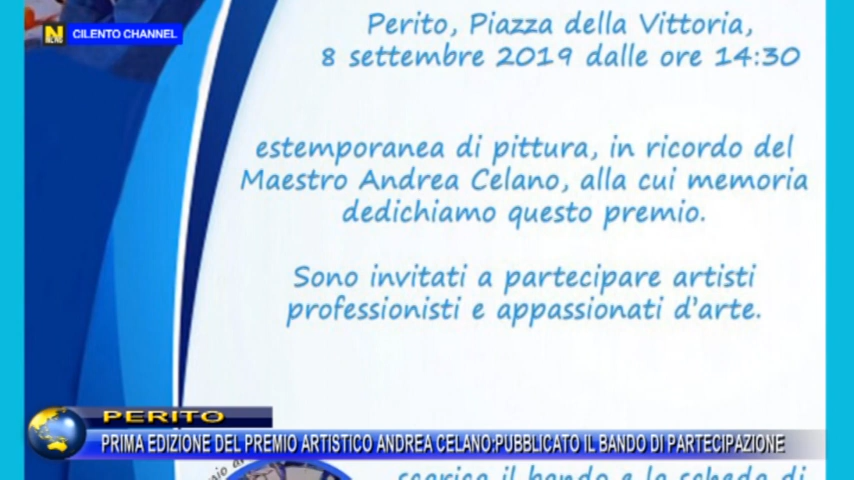 CILENTO CHANNEL
Perito, Piazza della Vittoria,
8 settembre 2019 dalle ore 14:30
estemporanea di pittura, in ricordo del
Maestro Andrea Celano, alla cui memoria
dedichiamo questo premio.
Sono invitati a partecipare artisti
professionisti e appassionati d'arte.
PERITO
PRIMA EDIZIONE DEL PREMIO ARTISTICO ANDREA CELANO:PUBBLICATO IL BANDO DI PARTECIPAZIONE
scarica il bando e la scheda di